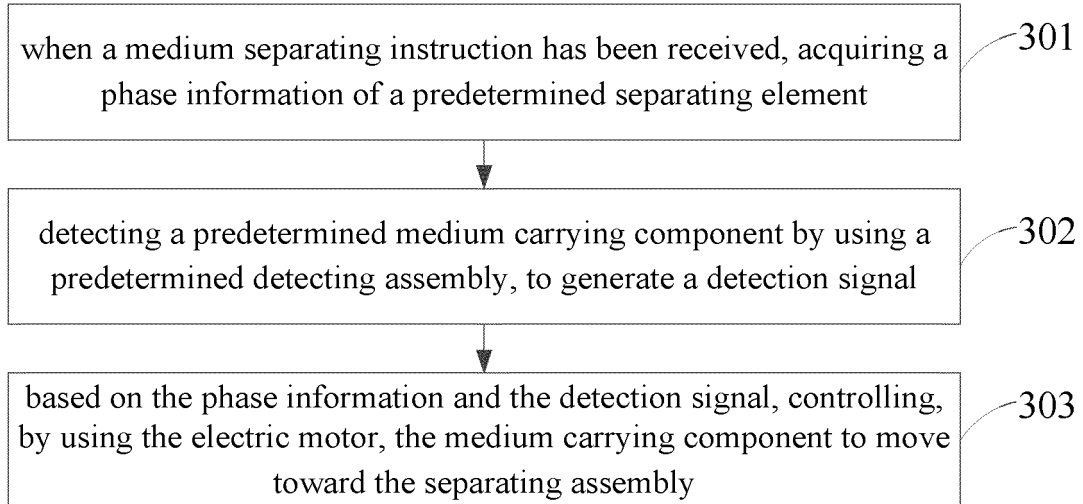 when a medium separating instruction has been received, acquiring a
phase information of a predetermined separating element
301
detecting a predetermined medium carrying component by using a
predetermined detecting assembly, to generate a detection signal
302
based on the phase information and the detection signal, controlling,
by using the electric motor, the medium carrying component to move
toward the separating assembly
303